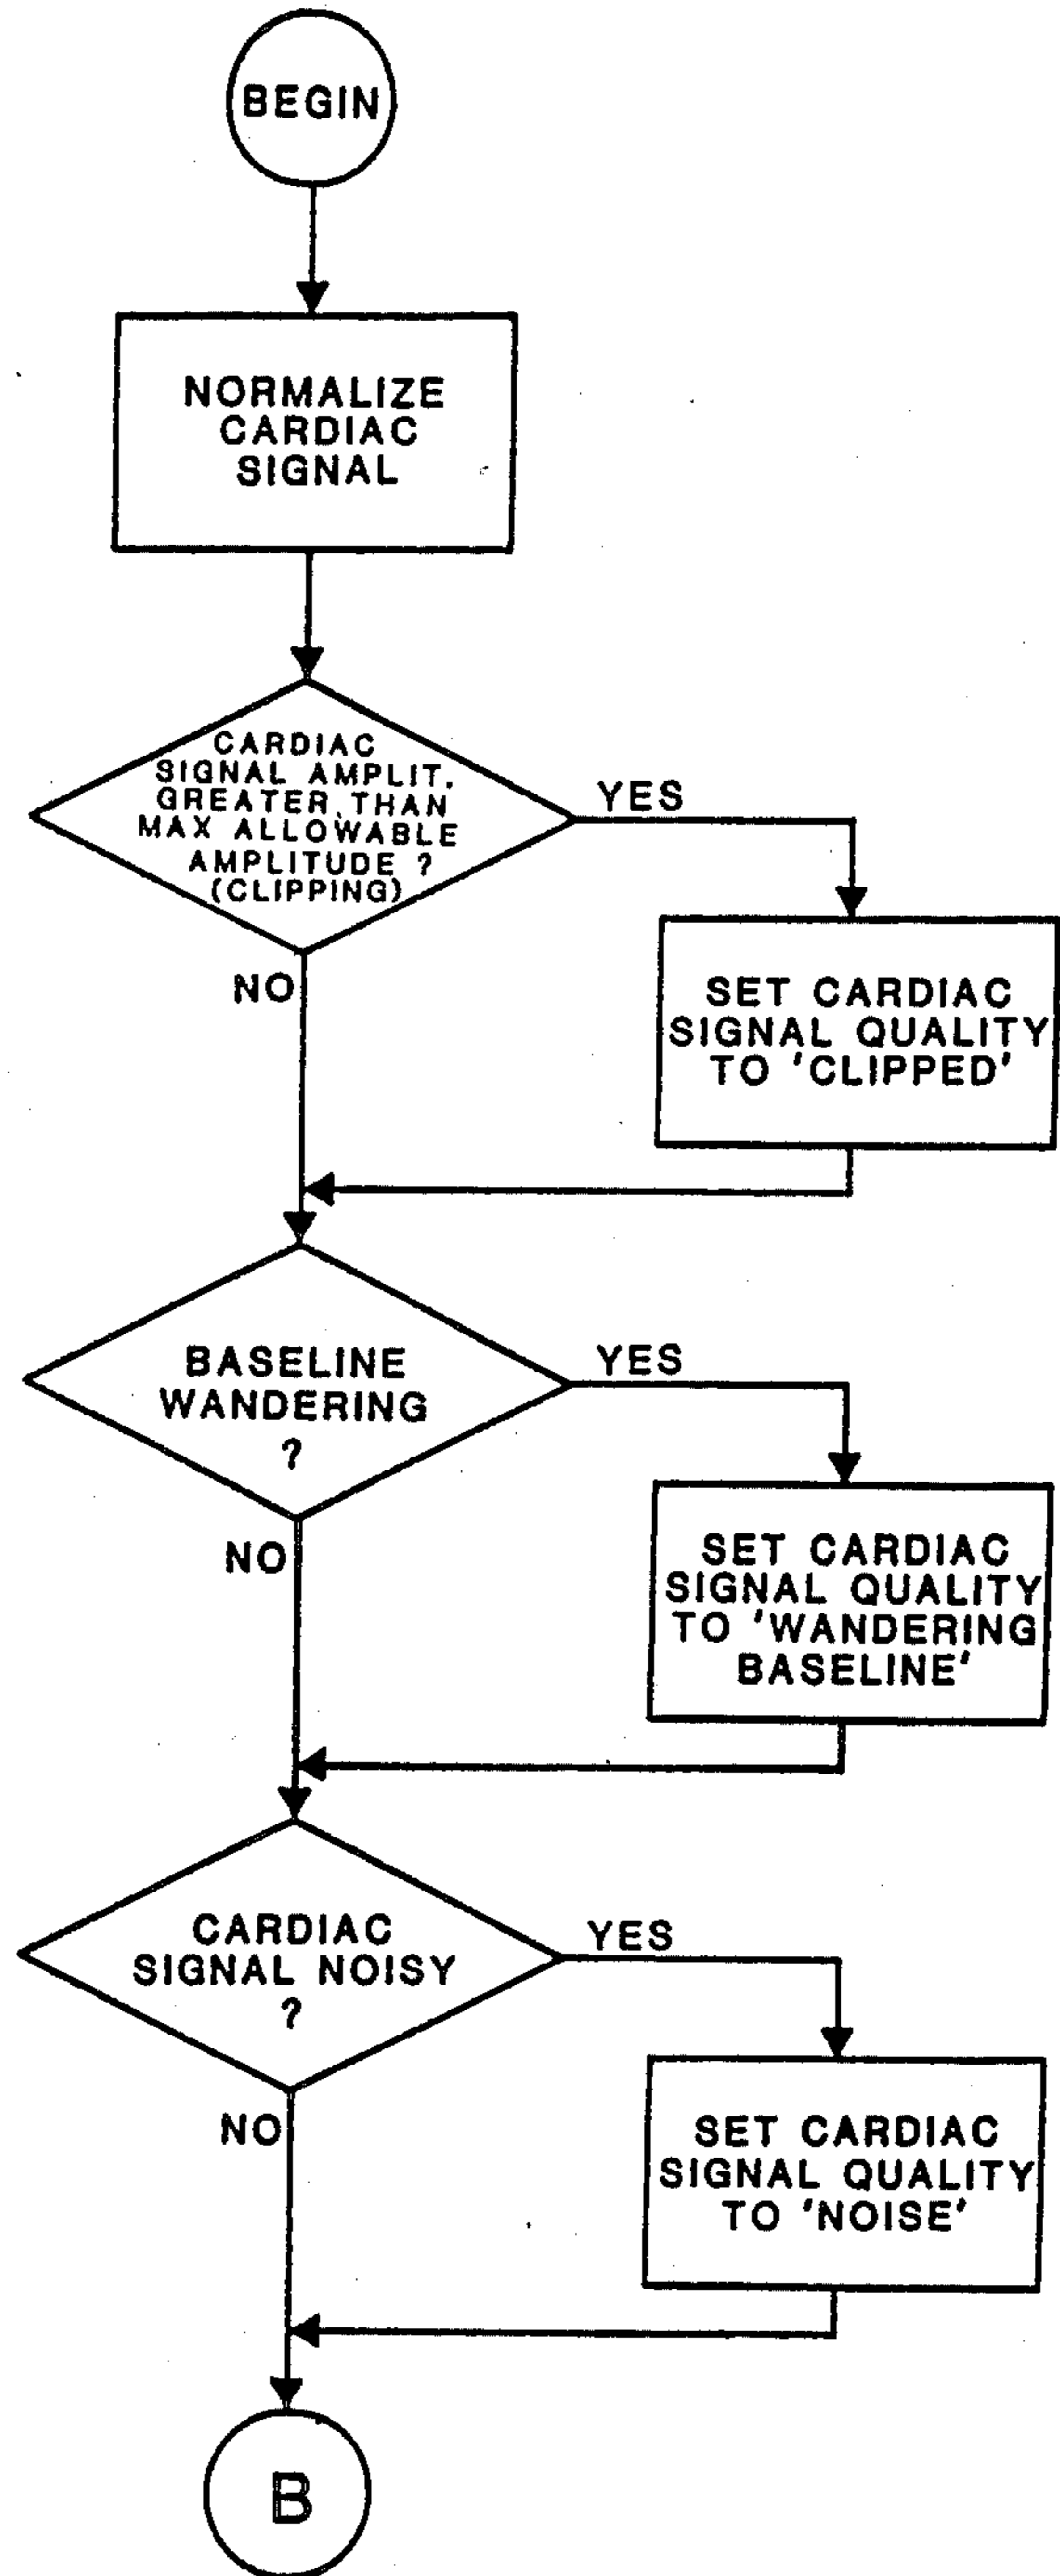 BEGIN
NORMALIZE
CARDIAC
SIGNAL
CARDIAC
SIGNAL AMPLIT.
GREATER THAN
MAX ALLOWABLE
AMPLITUDE ?
(CLIPPING)
YES
NO
SET CARDIAC
SIGNAL QUALITY
TO 'CLIPPED'
BASELINE
WANDERING
?
YES
NO
SET CARDIAC
SIGNAL QUALITY
TO 'WANDERING
BASELINE'
CARDIAC
SIGNAL NOISY
?
YES
NO
SET CARDIAC
SIGNAL QUALITY
TO 'NOISE'
B